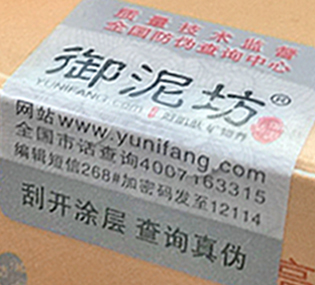 质量技术监督
全国防伪查询中心
御泥坊®
YUNIFANG.com
网站www.yunifang.com
全国市话查询4007163315
编辑短信268#加密码发至12114
刮开涂层 查询真伪